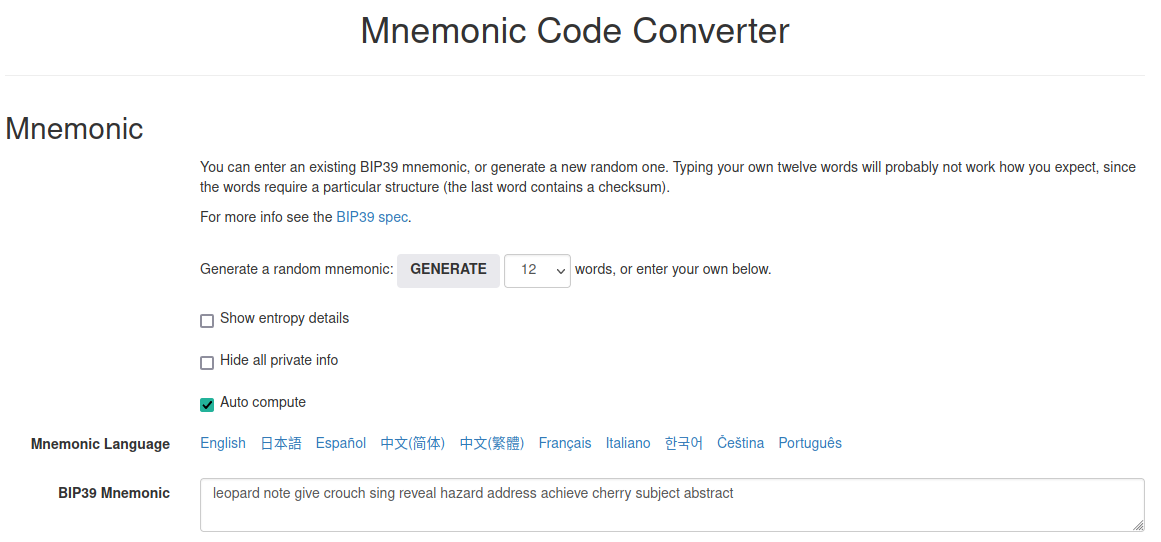 Mnemonic Code Converter
Mnemonic
You can enter an existing BIP39 mnemonic, or generate a new random one. Typing your own twelve words will probably not work how you expect, since
the words require a particular structure (the last word contains a checksum).
For more info see the BIP39 spec.
Generate a random mnemonic: GENERATE 12 words, or enter your own below.
Show entropy details
Hide all private info
Auto compute
Mnemonic Language English 日本語 Español 中文(简体) 中文(繁體) Français Italiano 한국어 Čeština Português
BIP39 Mnemonic leopard note give crouch sing reveal hazard address achieve cherry subject abstract